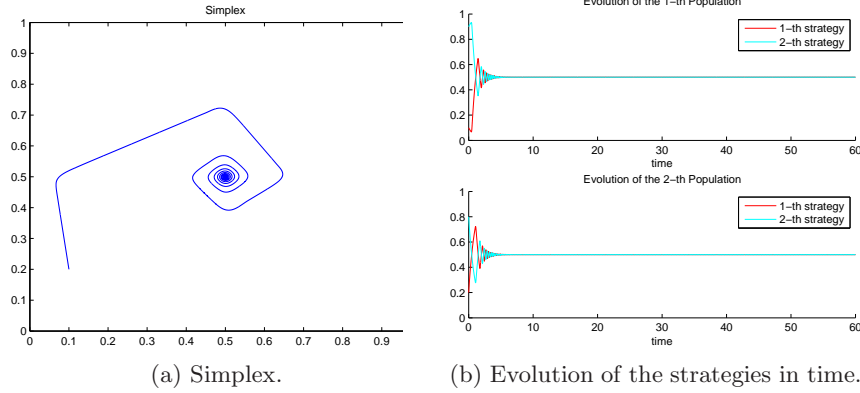 Simplex
1
0.9
0.8
0.7
0.6
0.5
0.4
0.3
0.2
0.1
0
0 0.1 0.2 0.3 0.4 0.5 0.6 0.7 0.8 0.9
(a) Simplex.
Evolution of the 1−th Population
1
0.8
0.6
0.4
0.2
0
0 10 20 30 40 50 60
time
1−th strategy
2−th strategy
Evolution of the 2−th Population
1
0.8
0.6
0.4
0.2
0
0 10 20 30 40 50 60
time
1−th strategy
2−th strategy
(b) Evolution of the strategies in time.